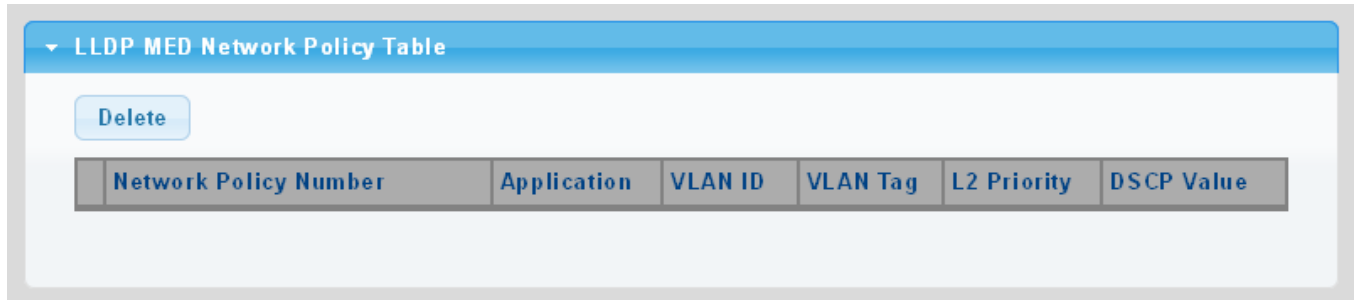 LLDP MED Network Policy Table
Delete
Network Policy Number Application VLAN ID VLAN Tag L2 Priority DSCP Value